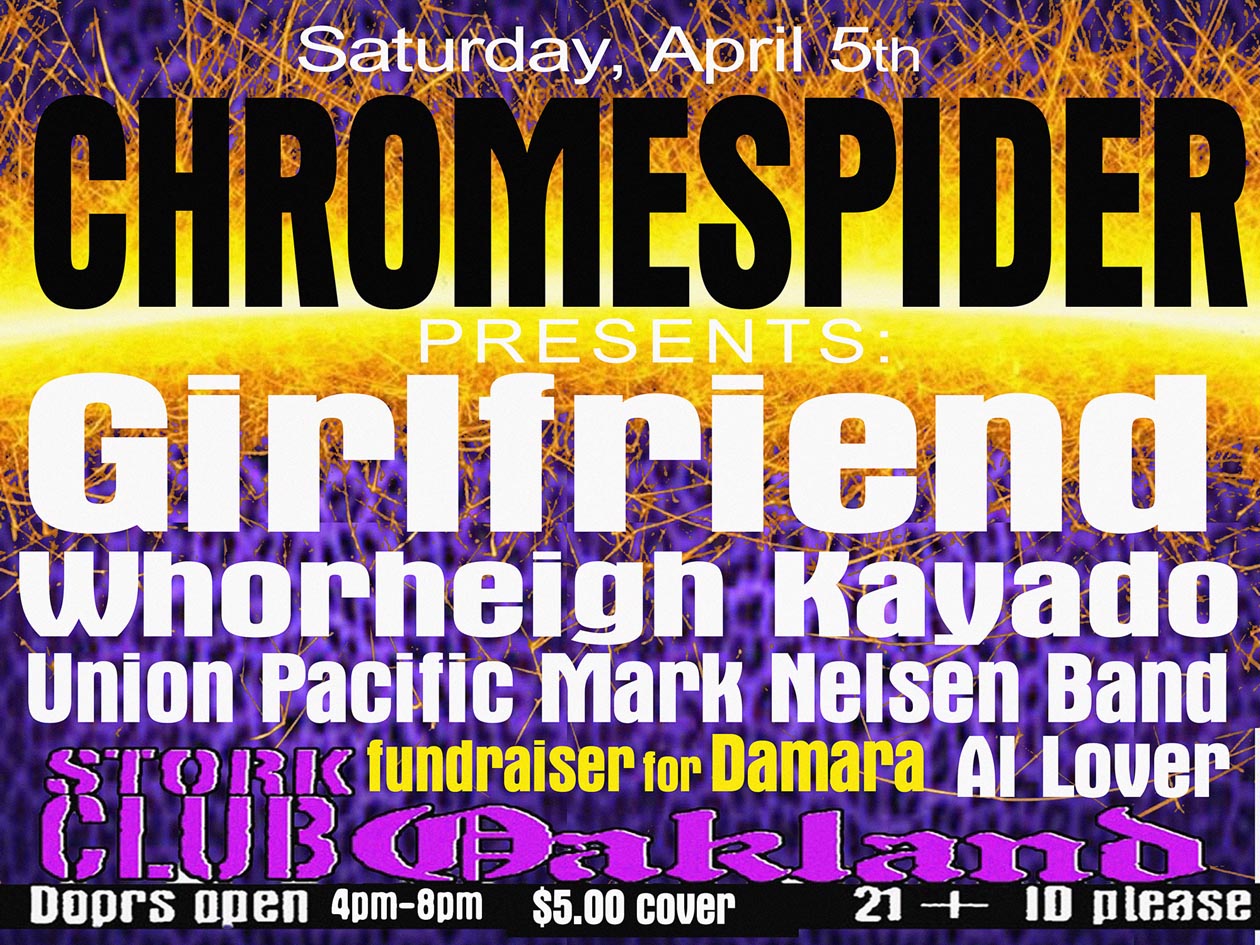 Saturday, April 5th
CHROMESPIDER
PRESENTS:
Girlfriend
Whorheigh Kayado
Union Pacific Mark Nelsen Band
fundraiser for Damara Al Lover
STORK
CLUB Oakland
Doors open 4pm-8pm $5.00 cover 21 + ID please